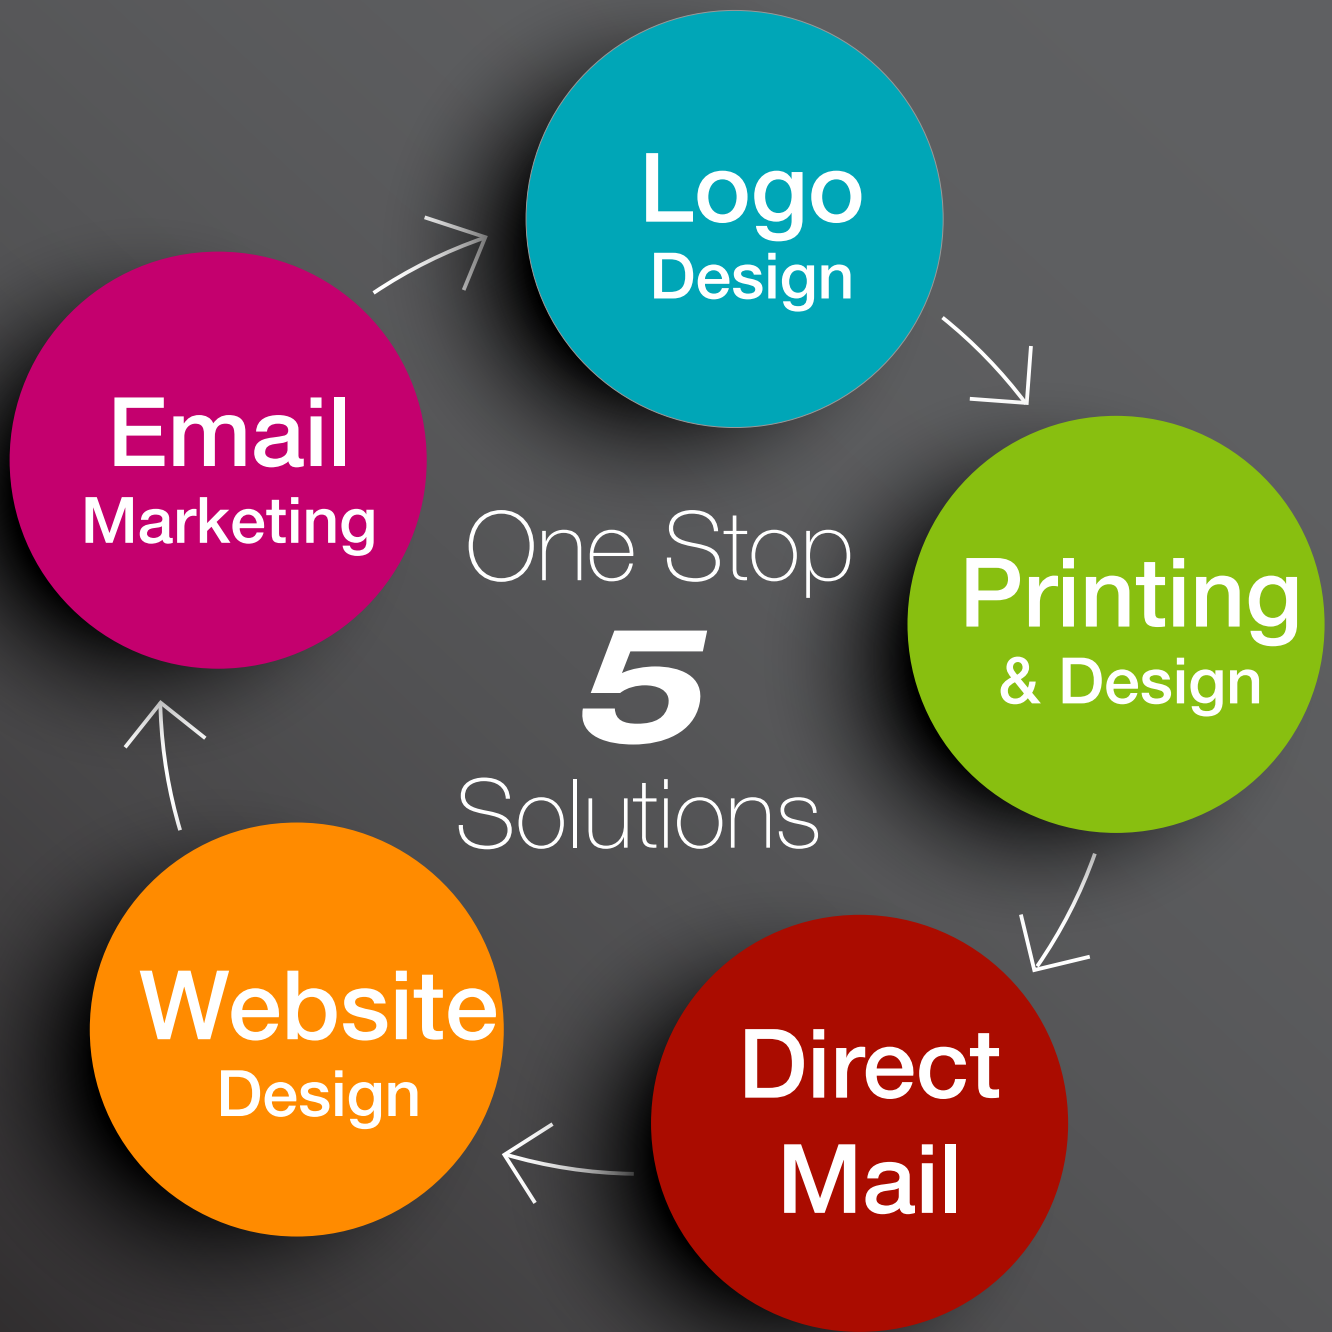 Logo
Design
Printing
& Design
Direct
Mail
Website
Design
Email
Marketing
One Stop
5
Solutions